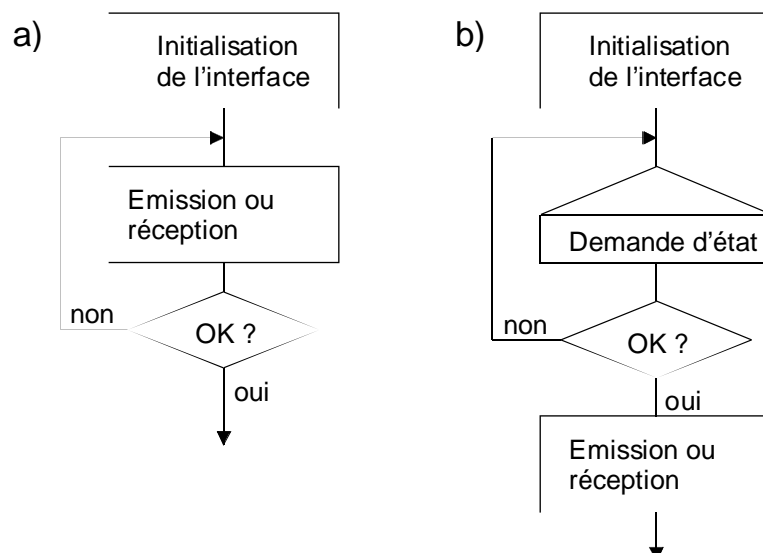 a)
Initialisation
de l'interface
Emission ou
réception
non
OK ?
oui
b)
Initialisation
de l'interface
Demande d'état
non
OK ?
oui
Emission ou
réception